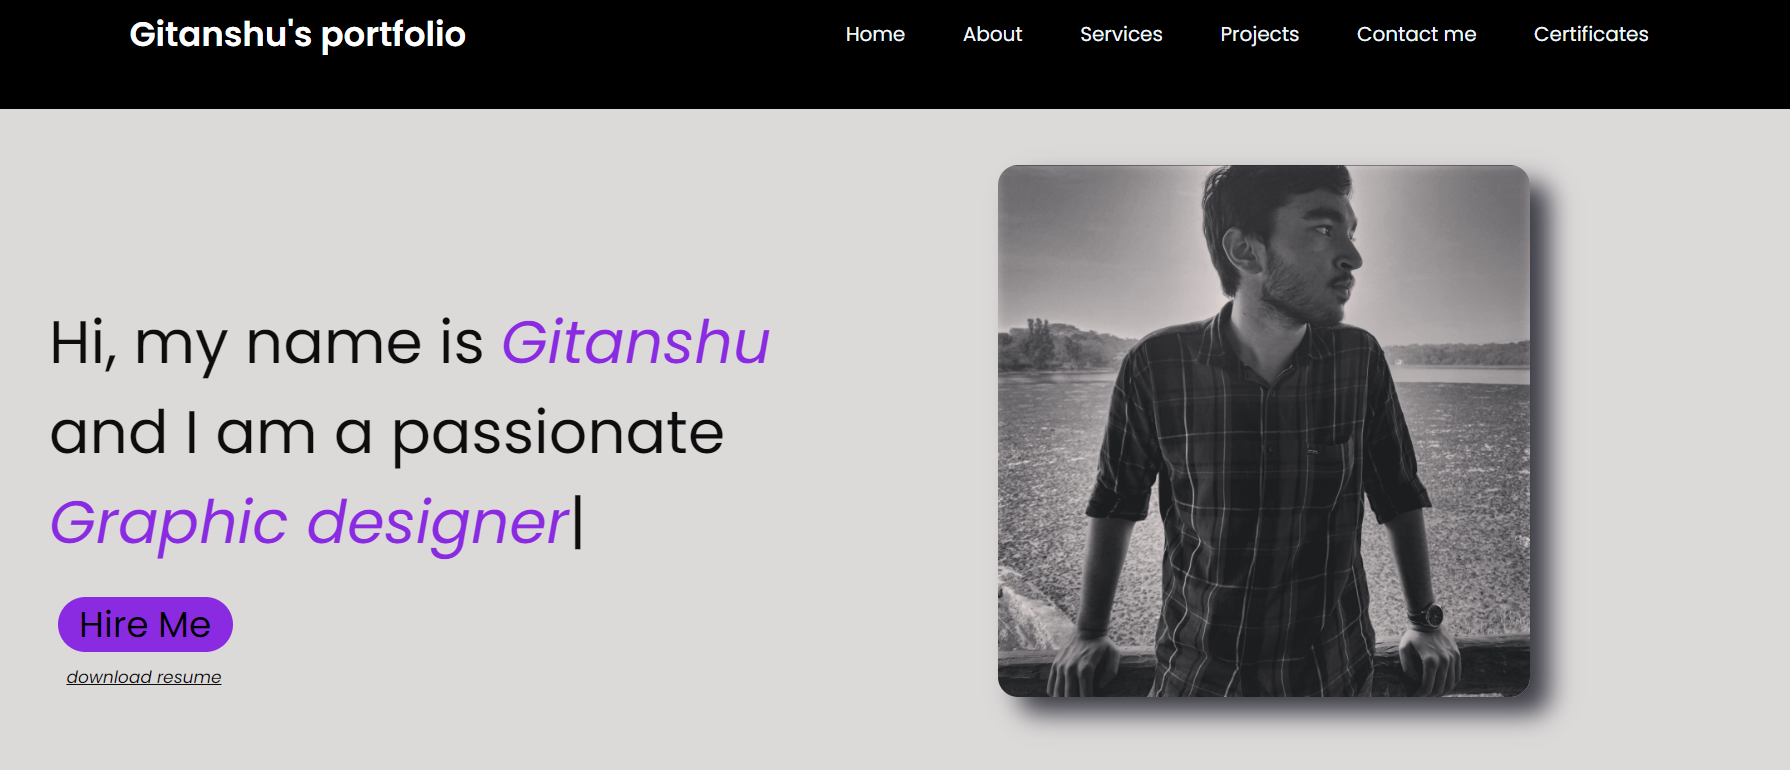 Gitanshu's portfolio
Home About Services Projects Contact me Certificates
Hi, my name is Gitanshu
and I am a passionate
Graphic designer|
Hire Me
download resume